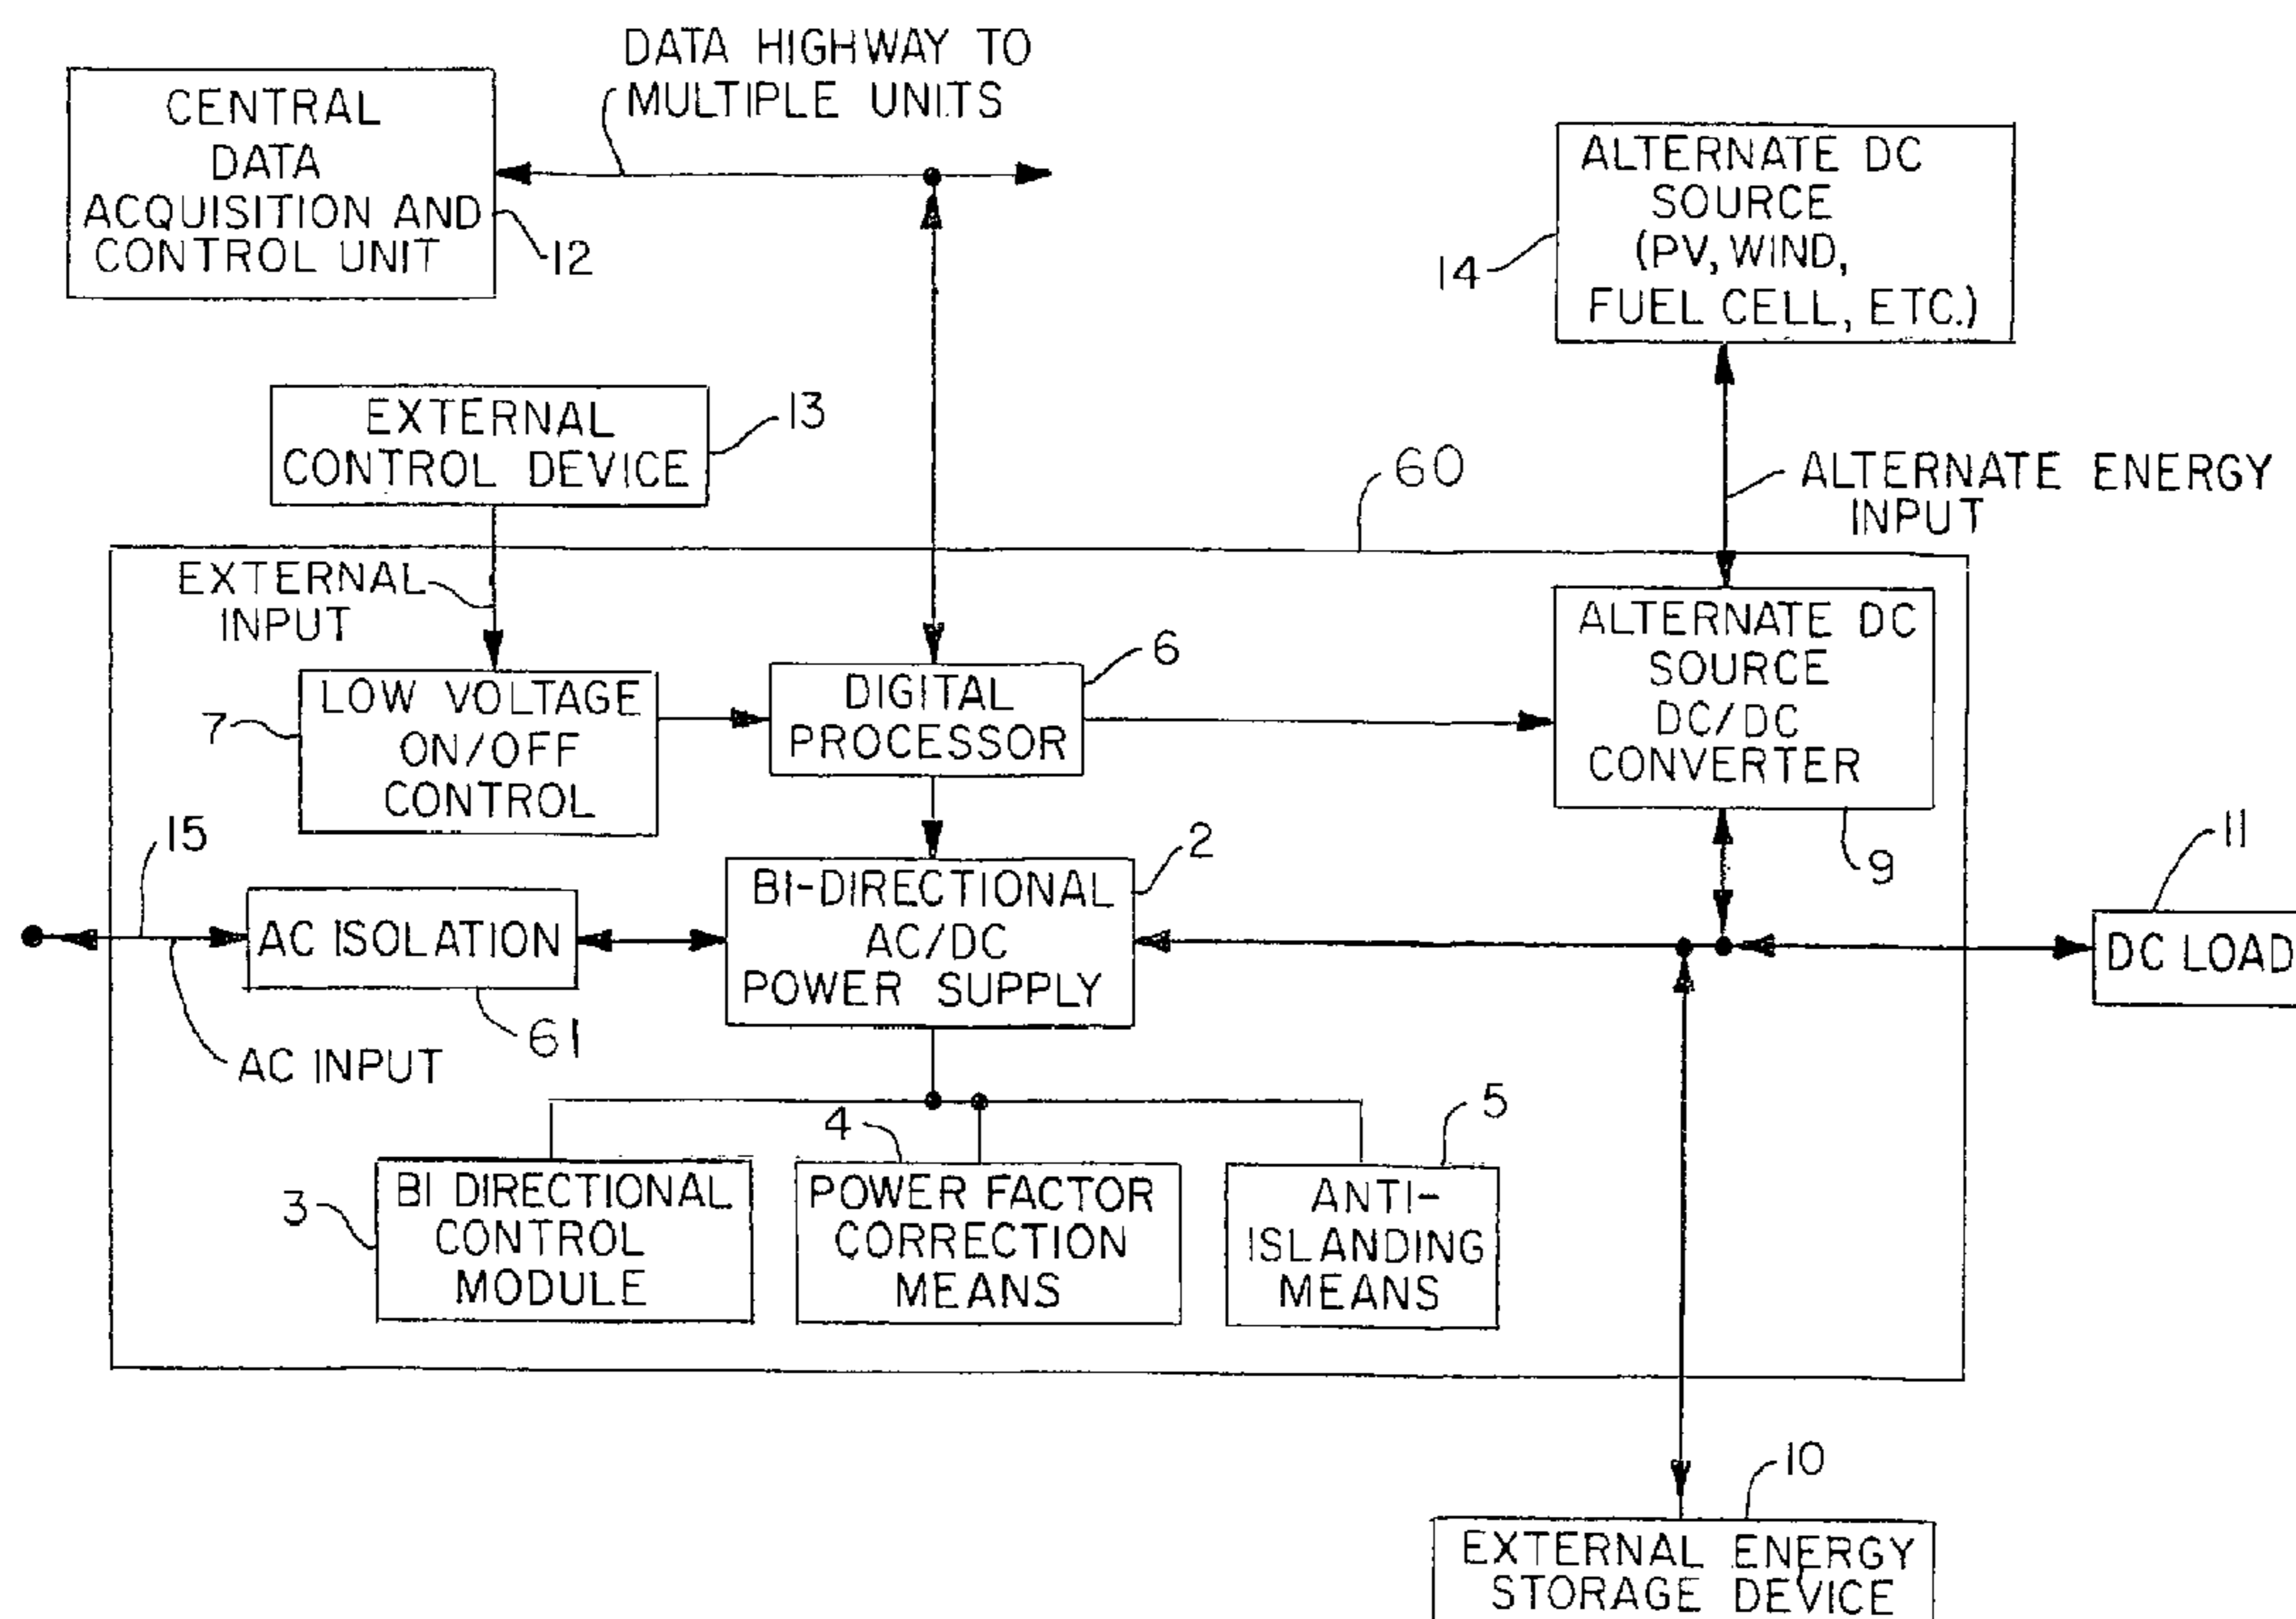 DATA HIGHWAY TO
MULTIPLE UNITS
CENTRAL
DATA
ACQUISITION AND
CONTROL UNIT
12
ALTERNATE DC
SOURCE
(PV, WIND,
FUEL CELL, ETC.)
14
EXTERNAL
CONTROL DEVICE
13
60
ALTERNATE ENERGY
INPUT
EXTERNAL
INPUT
LOW VOLTAGE
ON/OFF
CONTROL
7
DIGITAL
PROCESSOR
6
ALTERNATE DC
SOURCE
DC/DC
CONVERTER
9
15
AC ISOLATION
61
AC INPUT
BI-DIRECTIONAL
AC/DC
POWER SUPPLY
2
11
DC LOAD
3
BI DIRECTIONAL
CONTROL
MODULE
4
POWER FACTOR
CORRECTION
MEANS
5
ANTI-
ISLANDING
MEANS
10
EXTERNAL ENERGY
STORAGE DEVICE